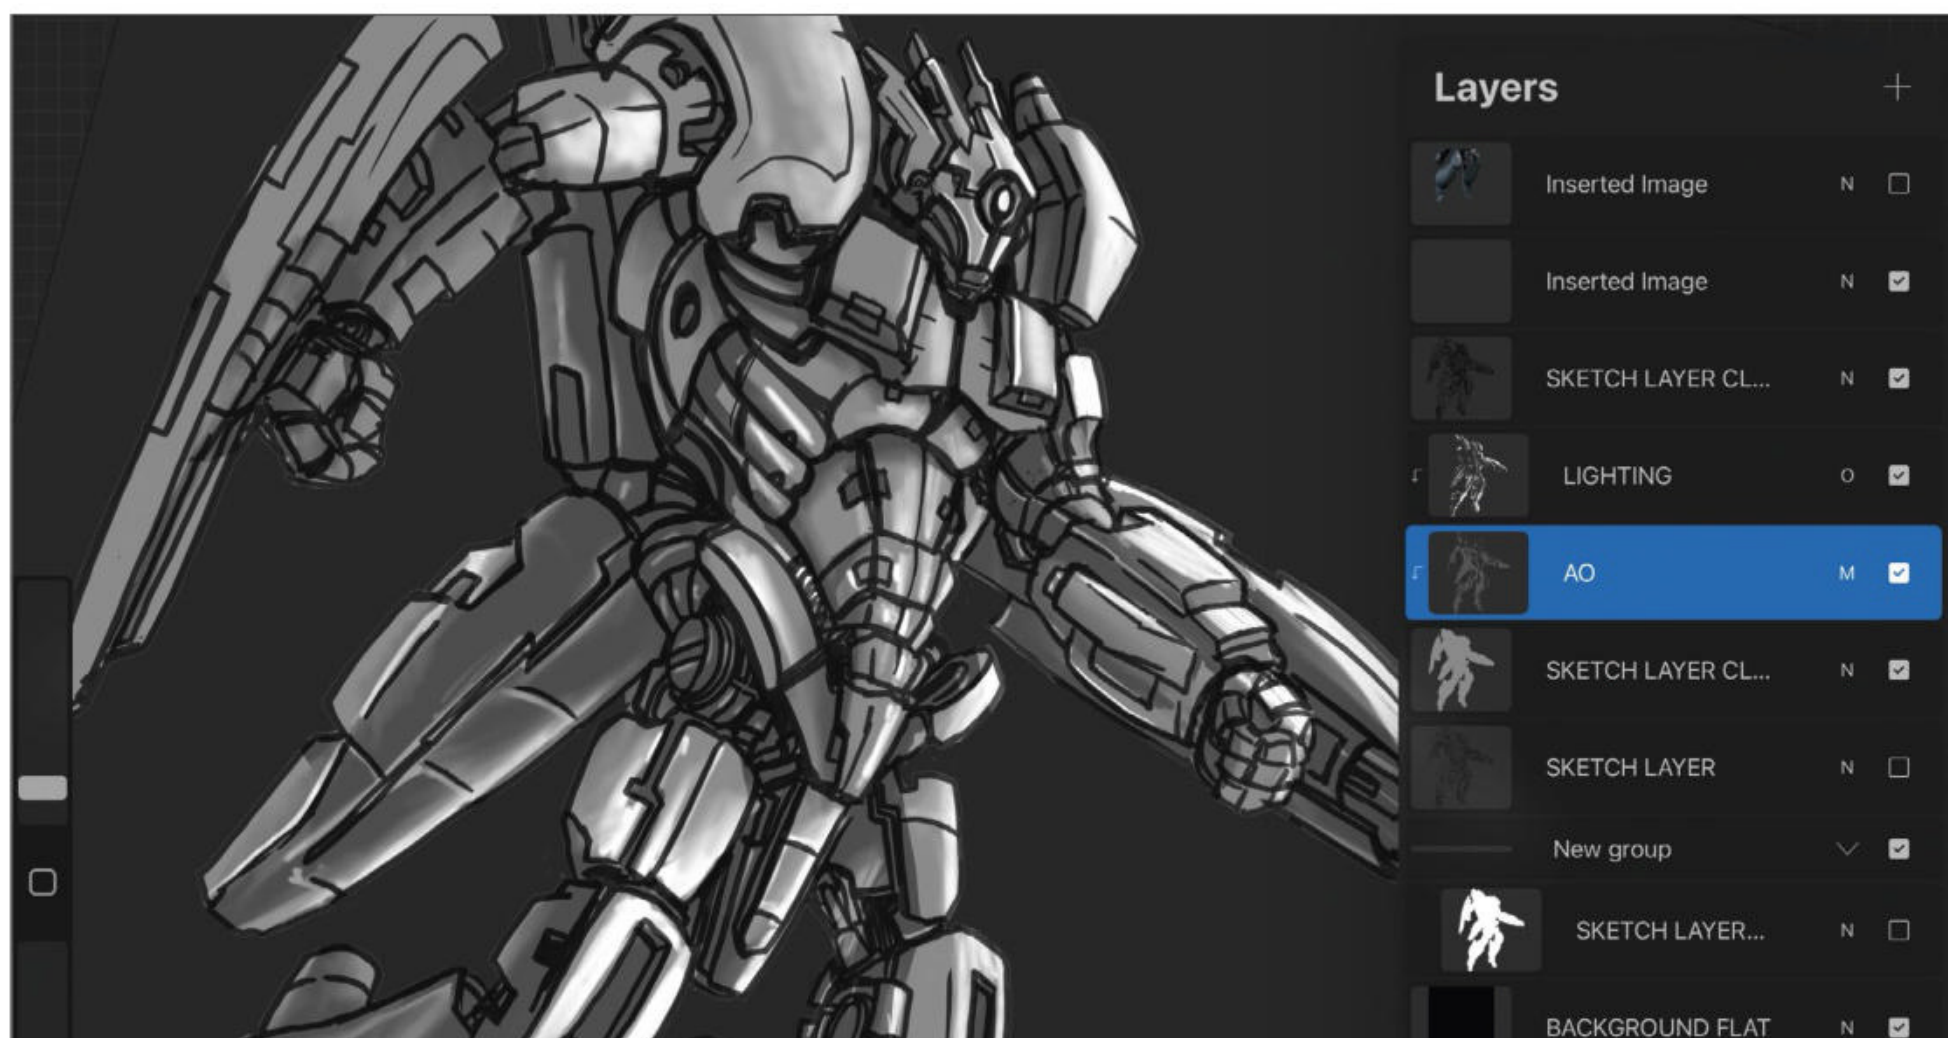 Layers
Inserted Image N
Inserted Image N
SKETCH LAYER CL... N
LIGHTING O
AO M
SKETCH LAYER CL... N
SKETCH LAYER N
New group
SKETCH LAYER... N
BACKGROUND FLAT N